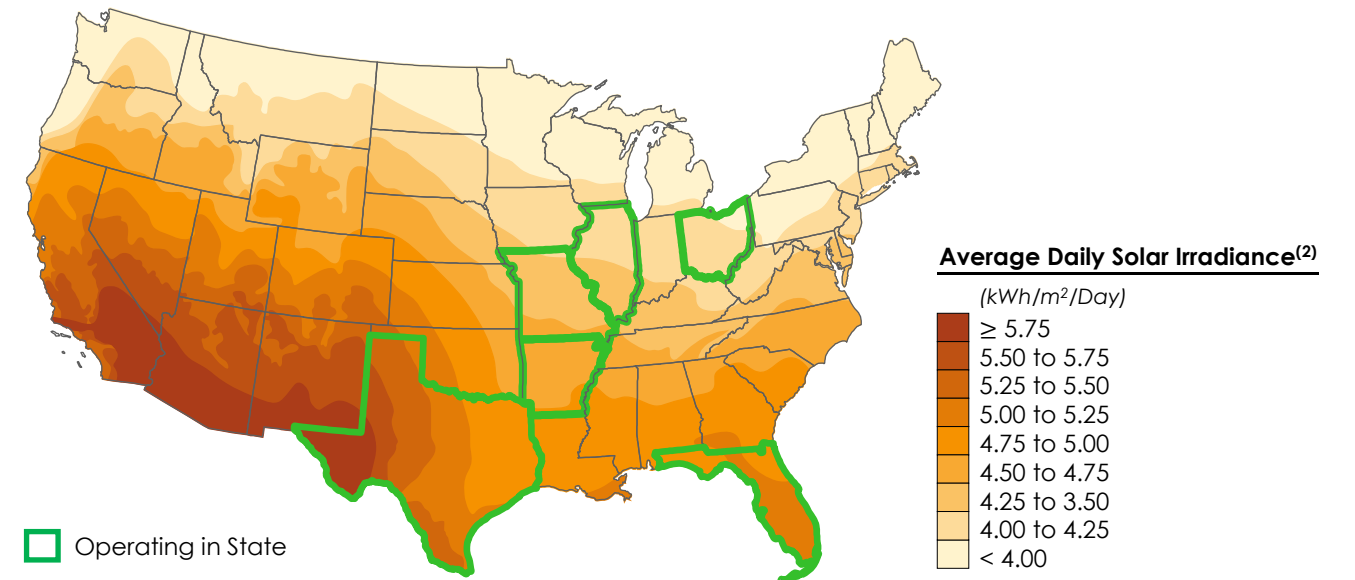 Average Daily Solar Irradiance(2)
(kWh/m²/Day)
≥ 5.75
5.50 to 5.75
5.25 to 5.50
5.00 to 5.25
4.75 to 5.00
4.50 to 4.75
4.25 to 3.50
4.00 to 4.25
< 4.00
Operating in State